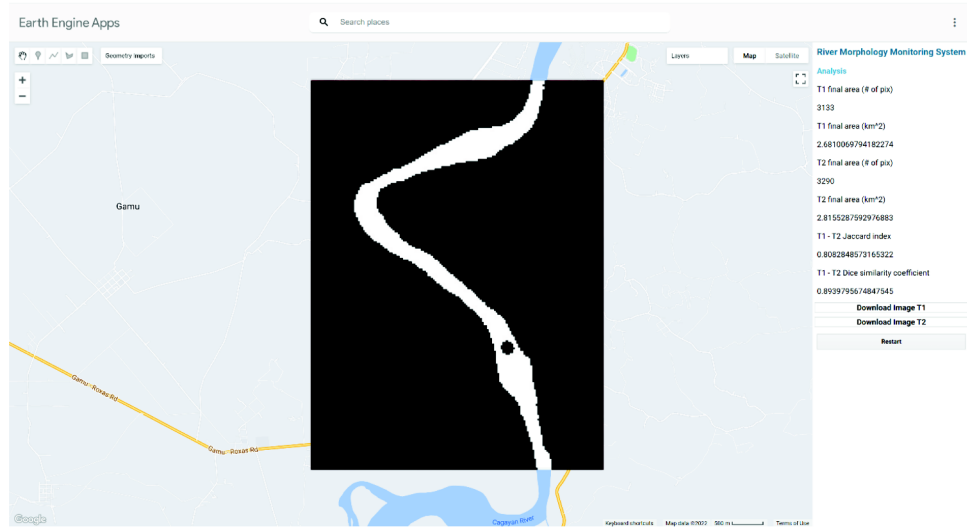 Earth Engine Apps
Search places
Geometry imports
Layers
Map
Satellite
+
−
River Morphology Monitoring System
Analysis
T1 final area (# of pix)
3133
T1 final area (km^2)
2.6810069794182274
T2 final area (# of pix)
3290
T2 final area (km^2)
2.8155287592976883
T1 - T2 Jaccard index
0.8082848573165322
T1 - T2 Dice similarity coefficient
0.8939795674847545
Download Image T1
Download Image T2
Restart
Gamu
Gamu - Roxas Rd
Gamu - Roxas Rd
Cagayan River
Google
Keyboard shortcuts
Map data ©2022
500 m
Terms of Use